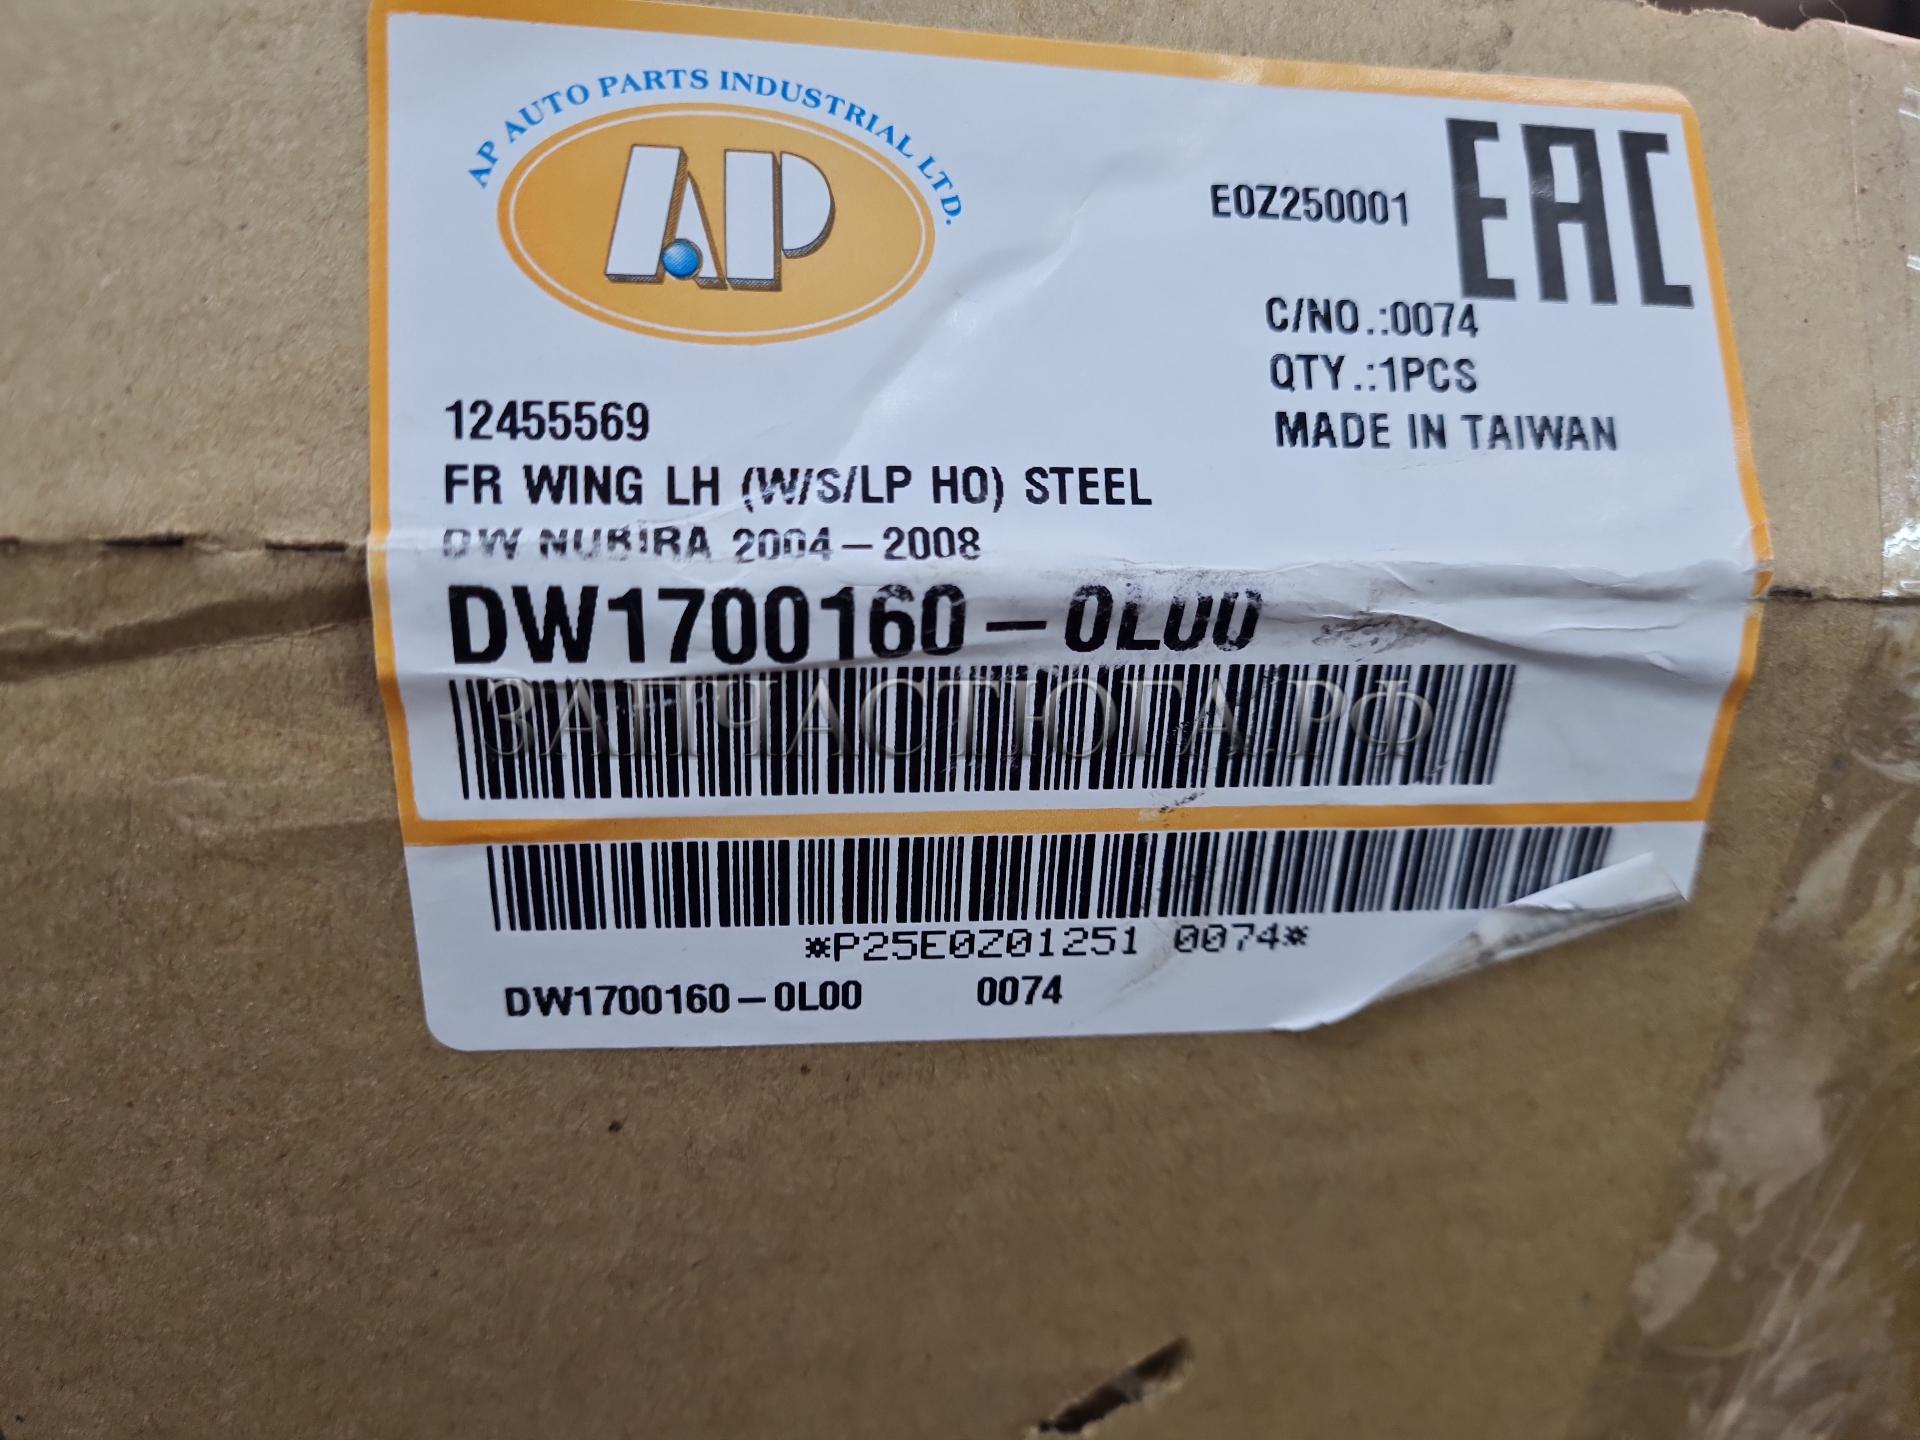 AP AUTO PARTS INDUSTRIAL LTD.
AP
E0Z250001
EAC
C/NO.:0074
QTY.:1PCS
MADE IN TAIWAN
12455569
FR WING LH (W/S/LP HO) STEEL
DW NUBIRA 2004-2008
DW1700160-0L00
ЗАПЧАСТЮГА.РФ
*P25E0Z01251 0074*
DW1700160-0L00 0074